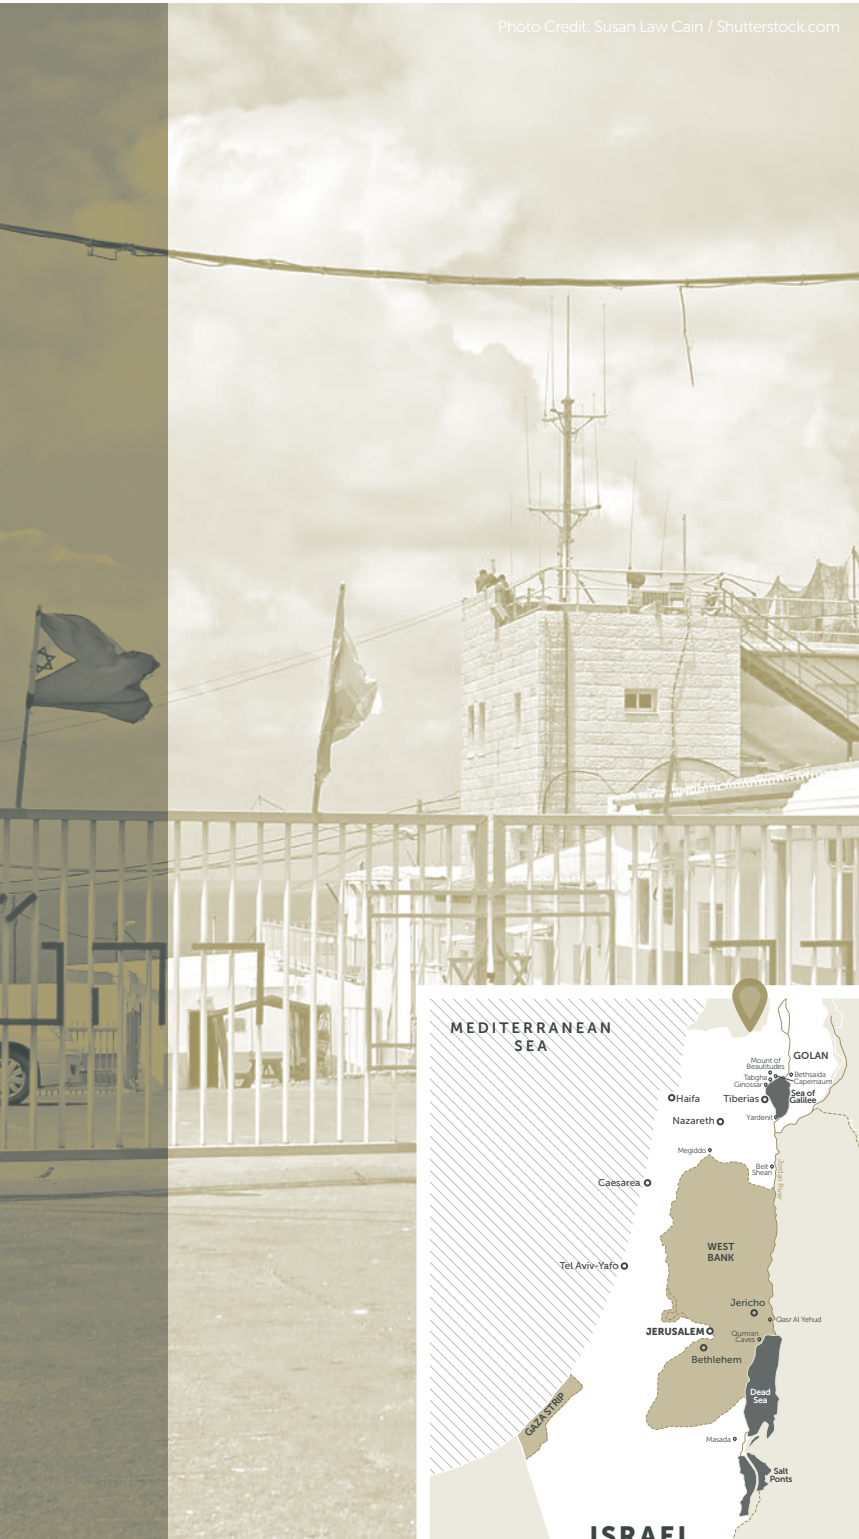 Photo Credit: Susan Law Cain / Shutterstock.com
MEDITERRANEAN
SEA
GOLAN
Mount of
Beautitudes
Tabgha
Ginossar
Bethsaida
Capernaum
Sea of
Galilee
Haifa
Tiberias
Nazareth
Yardenit
Megiddo
Beit
Shean
Jordan River
Caesarea
WEST
BANK
Tel Aviv-Yafo
Jericho
Qasr Al Yehud
JERUSALEM
Qumran
Caves
Bethlehem
Dead
Sea
GAZA STRIP
Masada
Salt
Ponts
ISRAEL